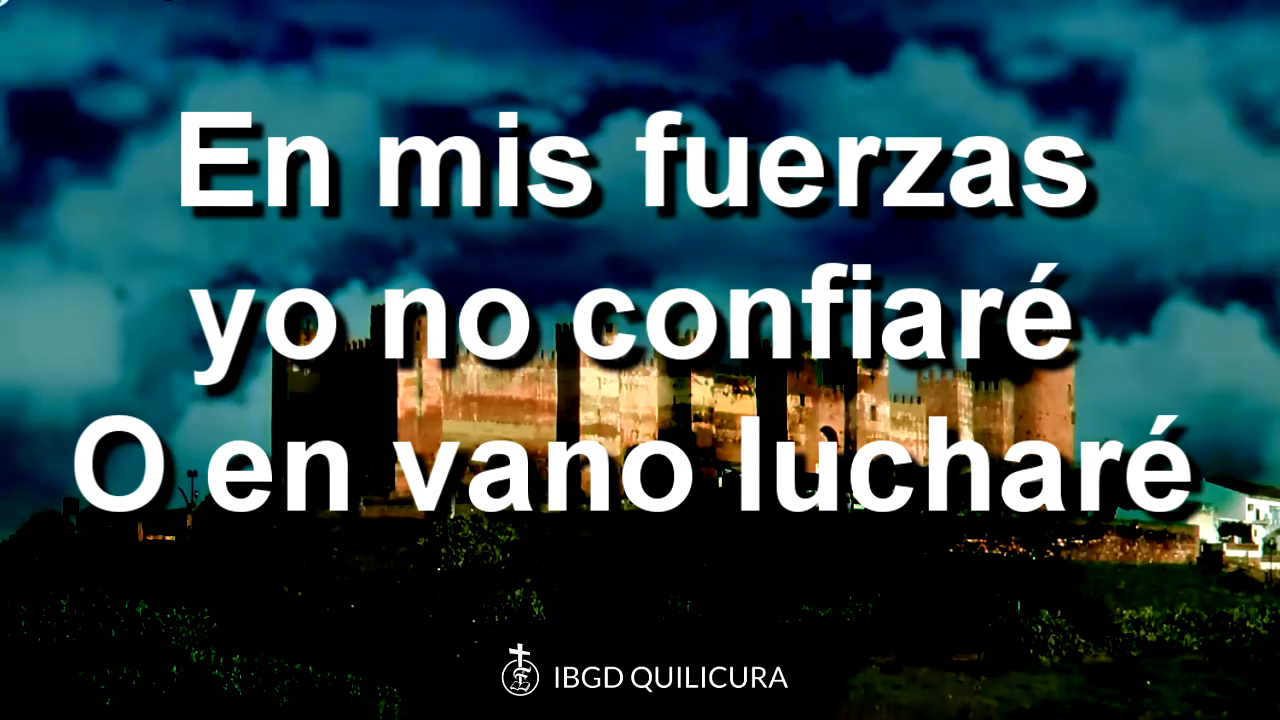 En mis fuerzas
yo no confiaré
O en vano lucharé
IBGD QUILICURA